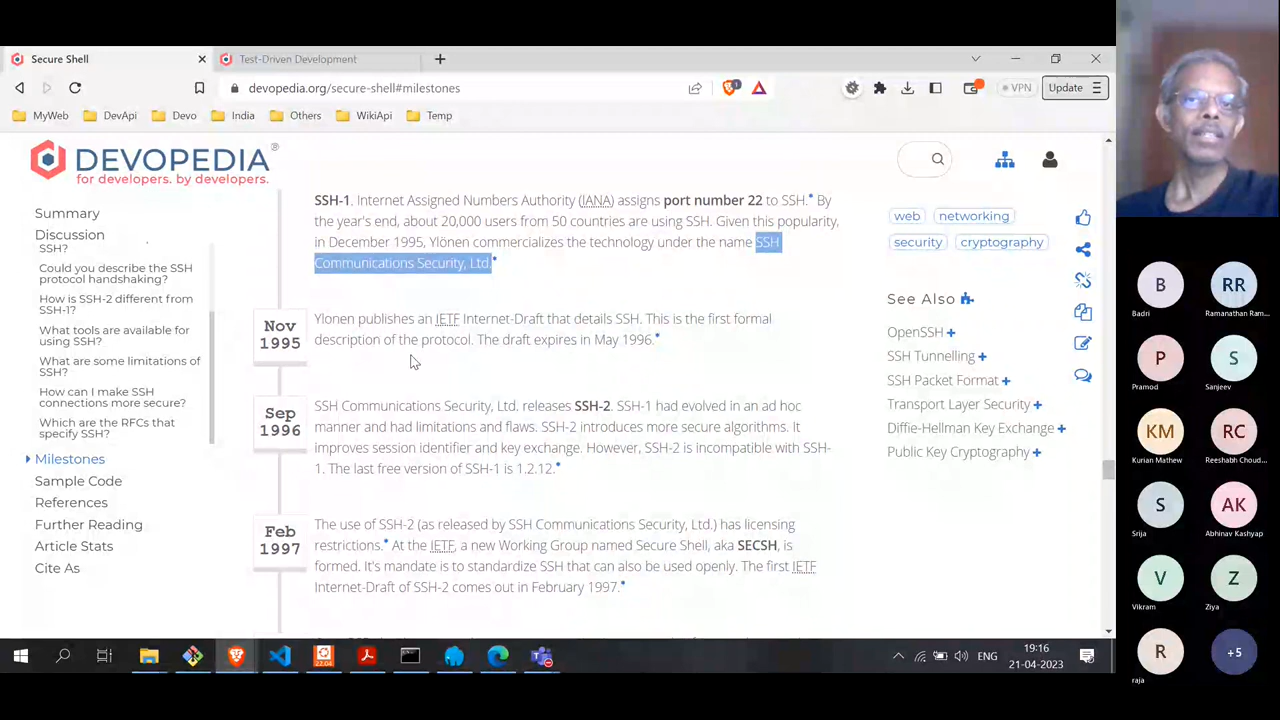 Secure Shell
Test-Driven Development
devopedia.org/secure-shell#milestones
1
VPN
Update
MyWeb
DevApi
Devo
India
Others
WikiApi
Temp
DEVOPEDIA®
for developers. by developers.
Summary
Discussion
SSH?
Could you describe the SSH
protocol handshaking?
How is SSH-2 different from
SSH-1?
What tools are available for
using SSH?
What are some limitations of
SSH?
How can I make SSH
connections more secure?
Which are the RFCs that
specify SSH?
Milestones
Sample Code
References
Further Reading
Article Stats
Cite As
SSH-1. Internet Assigned Numbers Authority (IANA) assigns port number 22 to SSH. By
the year's end, about 20,000 users from 50 countries are using SSH. Given this popularity,
in December 1995, Ylönen commercializes the technology under the name SSH
Communications Security, Ltd.
Nov
1995
Ylonen publishes an IETF Internet-Draft that details SSH. This is the first formal
description of the protocol. The draft expires in May 1996.
Sep
1996
SSH Communications Security, Ltd. releases SSH-2. SSH-1 had evolved in an ad hoc
manner and had limitations and flaws. SSH-2 introduces more secure algorithms. It
improves session identifier and key exchange. However, SSH-2 is incompatible with SSH-
1. The last free version of SSH-1 is 1.2.12.
Feb
1997
The use of SSH-2 (as released by SSH Communications Security, Ltd.) has licensing
restrictions. At the IETF, a new Working Group named Secure Shell, aka SECSH, is
formed. It's mandate is to standardize SSH that can also be used openly. The first IETF
Internet-Draft of SSH-2 comes out in February 1997.
web
networking
security
cryptography
See Also
OpenSSH
SSH Tunnelling
SSH Packet Format
Transport Layer Security
Diffie-Hellman Key Exchange
Public Key Cryptography
22.04
ENG
19:16
21-04-2023
B
Badri
RR
Ramanathan Ram...
P
Pramod
S
Sanjeev
KM
Kurian Mathew
RC
Reeshabh Choud...
S
Srija
AK
Abhinav Kashyap
V
Vikram
Z
Ziya
R
raja
+5